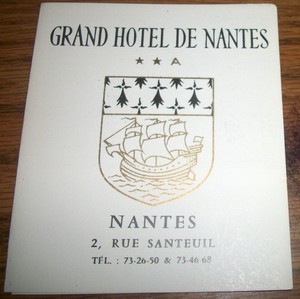 GRAND HOTEL DE NANTES
★★A
NANTES
2, RUE SANTEUIL
TÉL. : 73-26-50 & 73-46 68